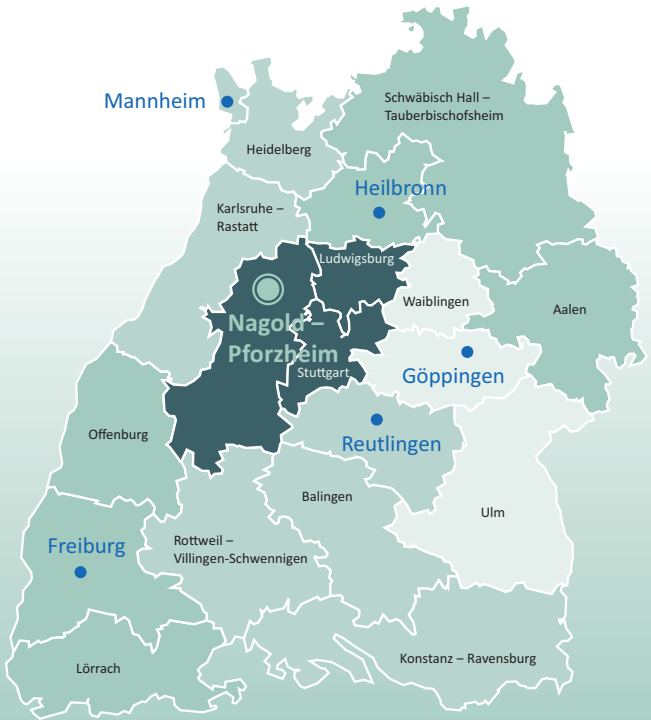 Schwäbisch Hall –
Tauberbischofsheim
Mannheim
Heidelberg
Heilbronn
Karlsruhe –
Rastatt
Ludwigsburg
Waiblingen
Aalen
Nagold –
Pforzheim
Stuttgart
Göppingen
Offenburg
Reutlingen
Balingen
Ulm
Freiburg
Rottweil –
Villingen-Schwennigen
Lörrach
Konstanz – Ravensburg